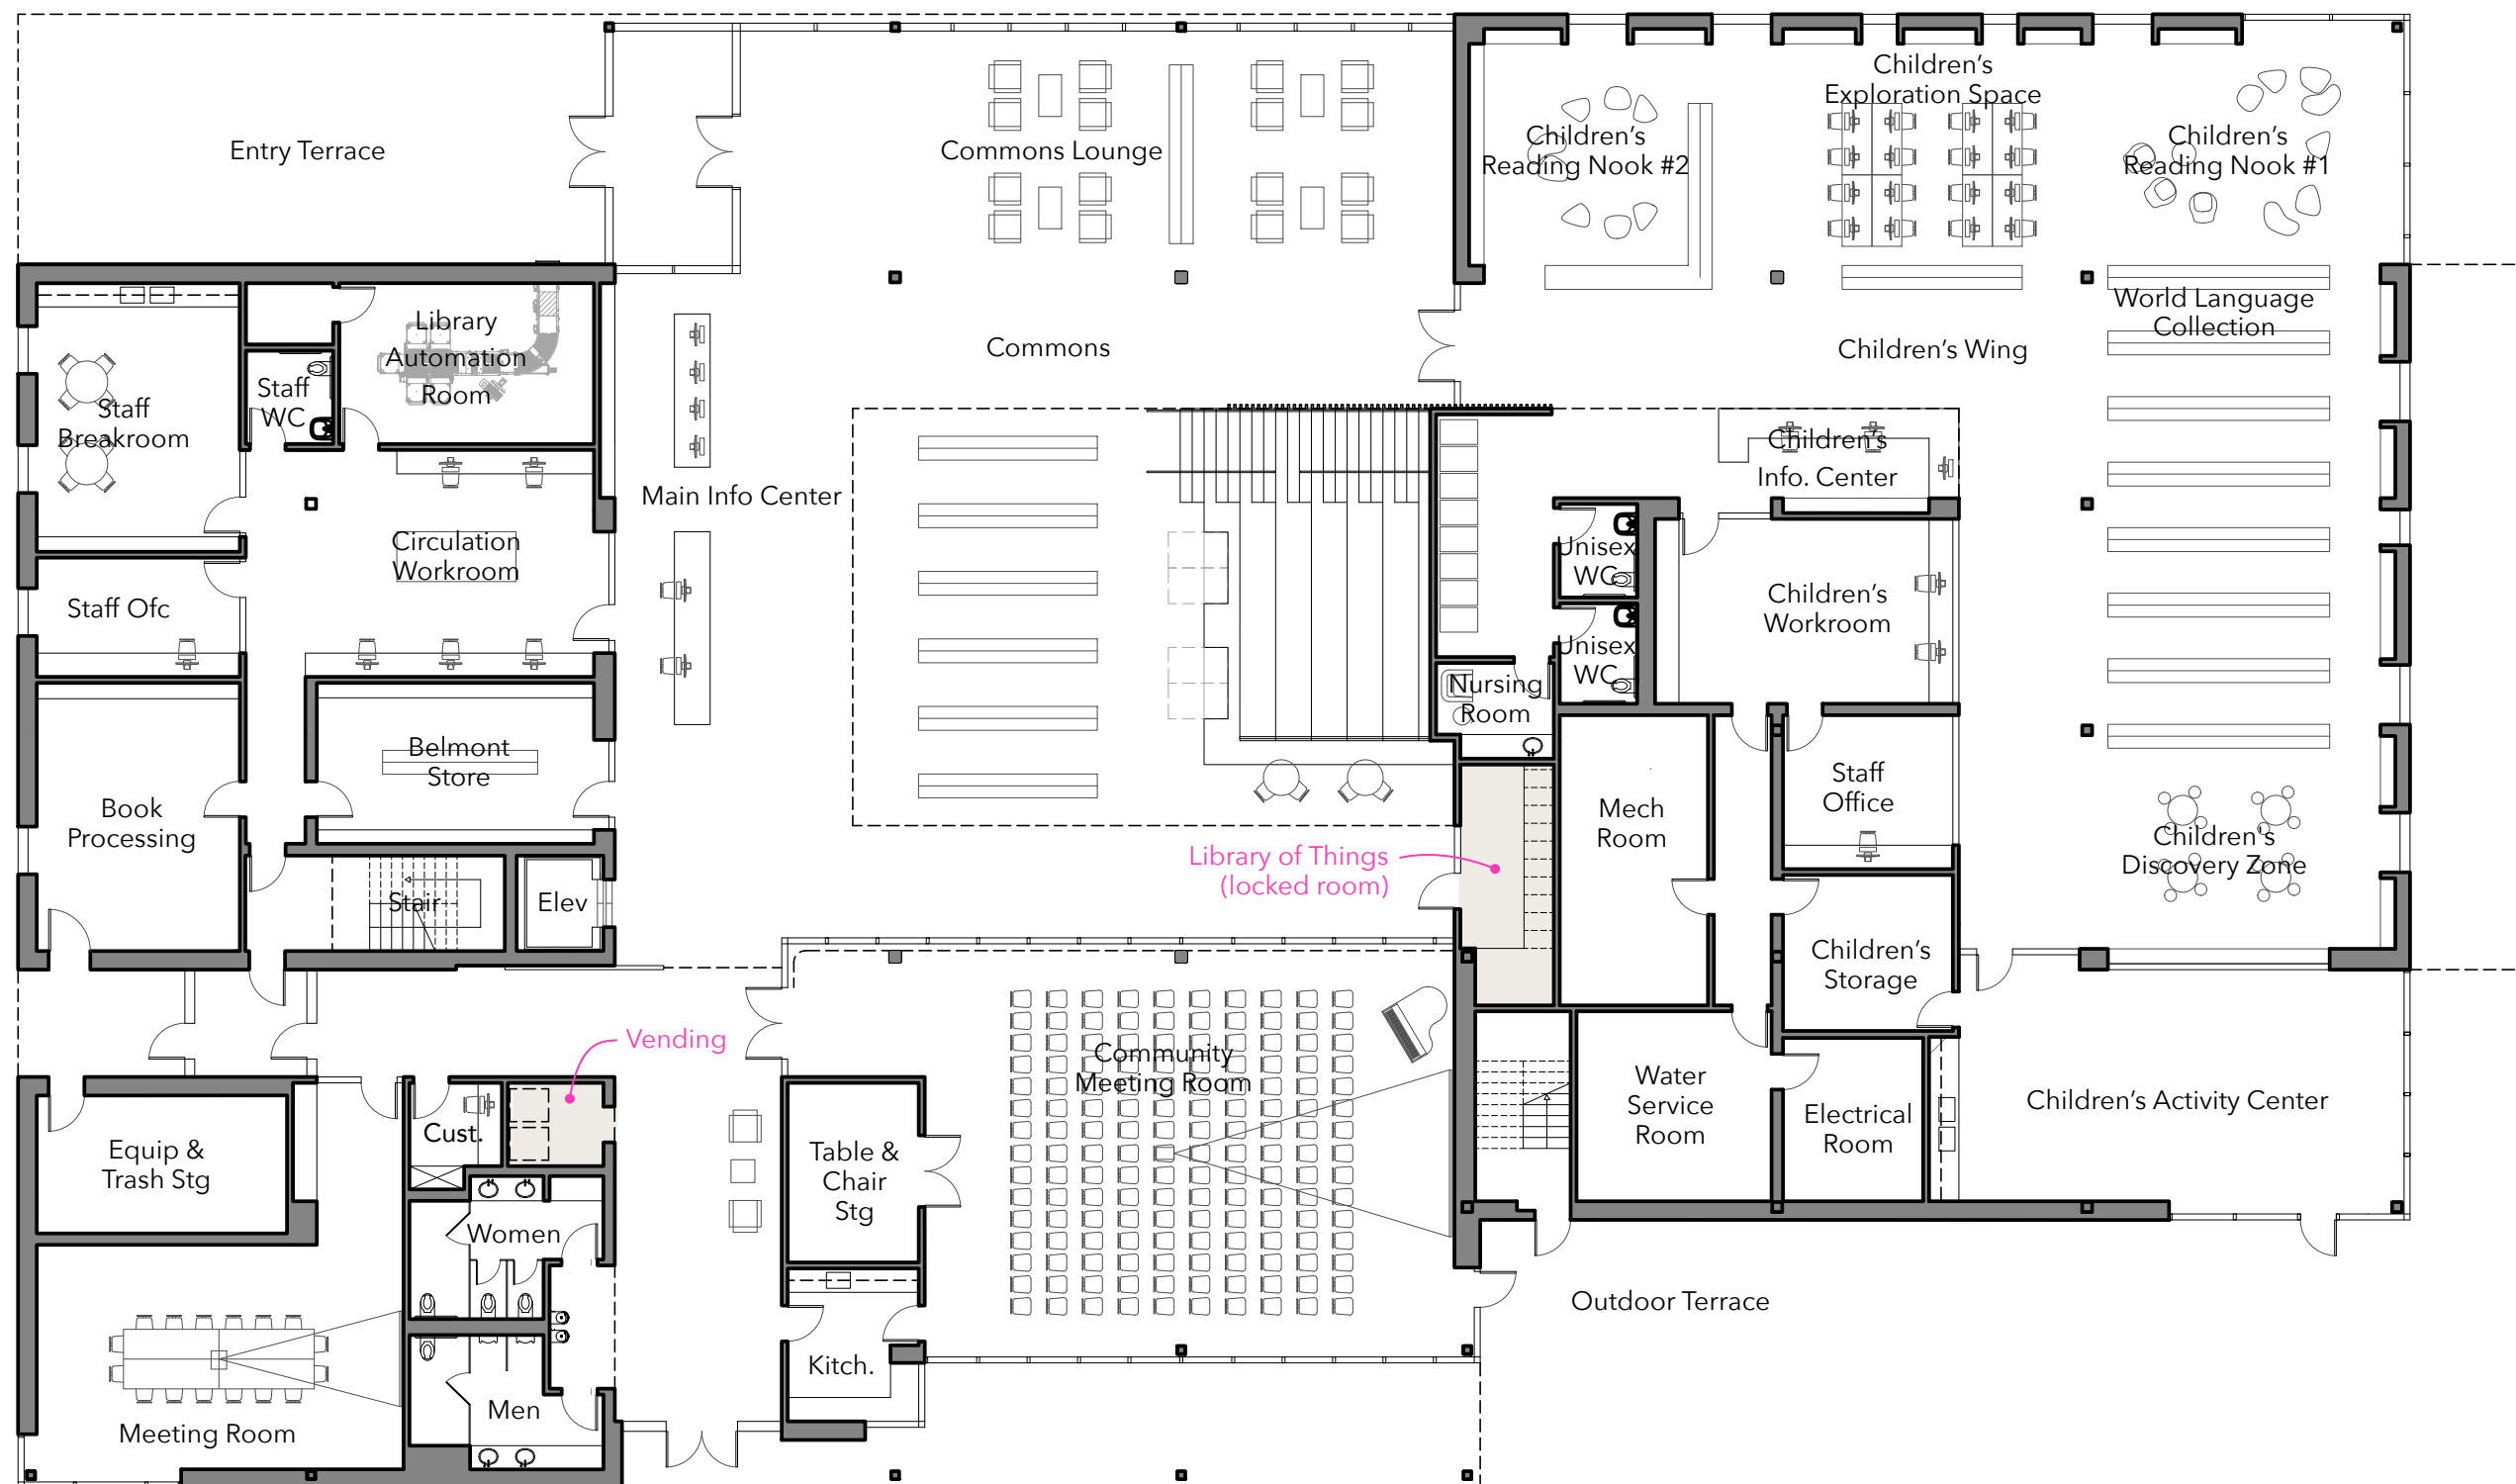 Entry Terrace
Commons Lounge
Children's
Reading Nook #2
Children's
Exploration Space
Children's
Reading Nook #1
World Language
Collection
Library
Automation
Room
Staff
WC
Staff
Breakroom
Commons
Children's Wing
Children's
Info. Center
Main Info Center
Circulation
Workroom
Staff Ofc
Unisex
WC
Unisex
WC
Children's
Workroom
Nursing
Room
Belmont
Store
Book
Processing
Mech
Room
Staff
Office
Children's
Discovery Zone
Library of Things
(locked room)
Stair
Elev
Children's
Storage
Vending
Community
Meeting Room
Cust.
Equip &
Trash Stg
Table &
Chair
Stg
Water
Service
Room
Electrical
Room
Children's Activity Center
Women
Outdoor Terrace
Kitch.
Men
Meeting Room